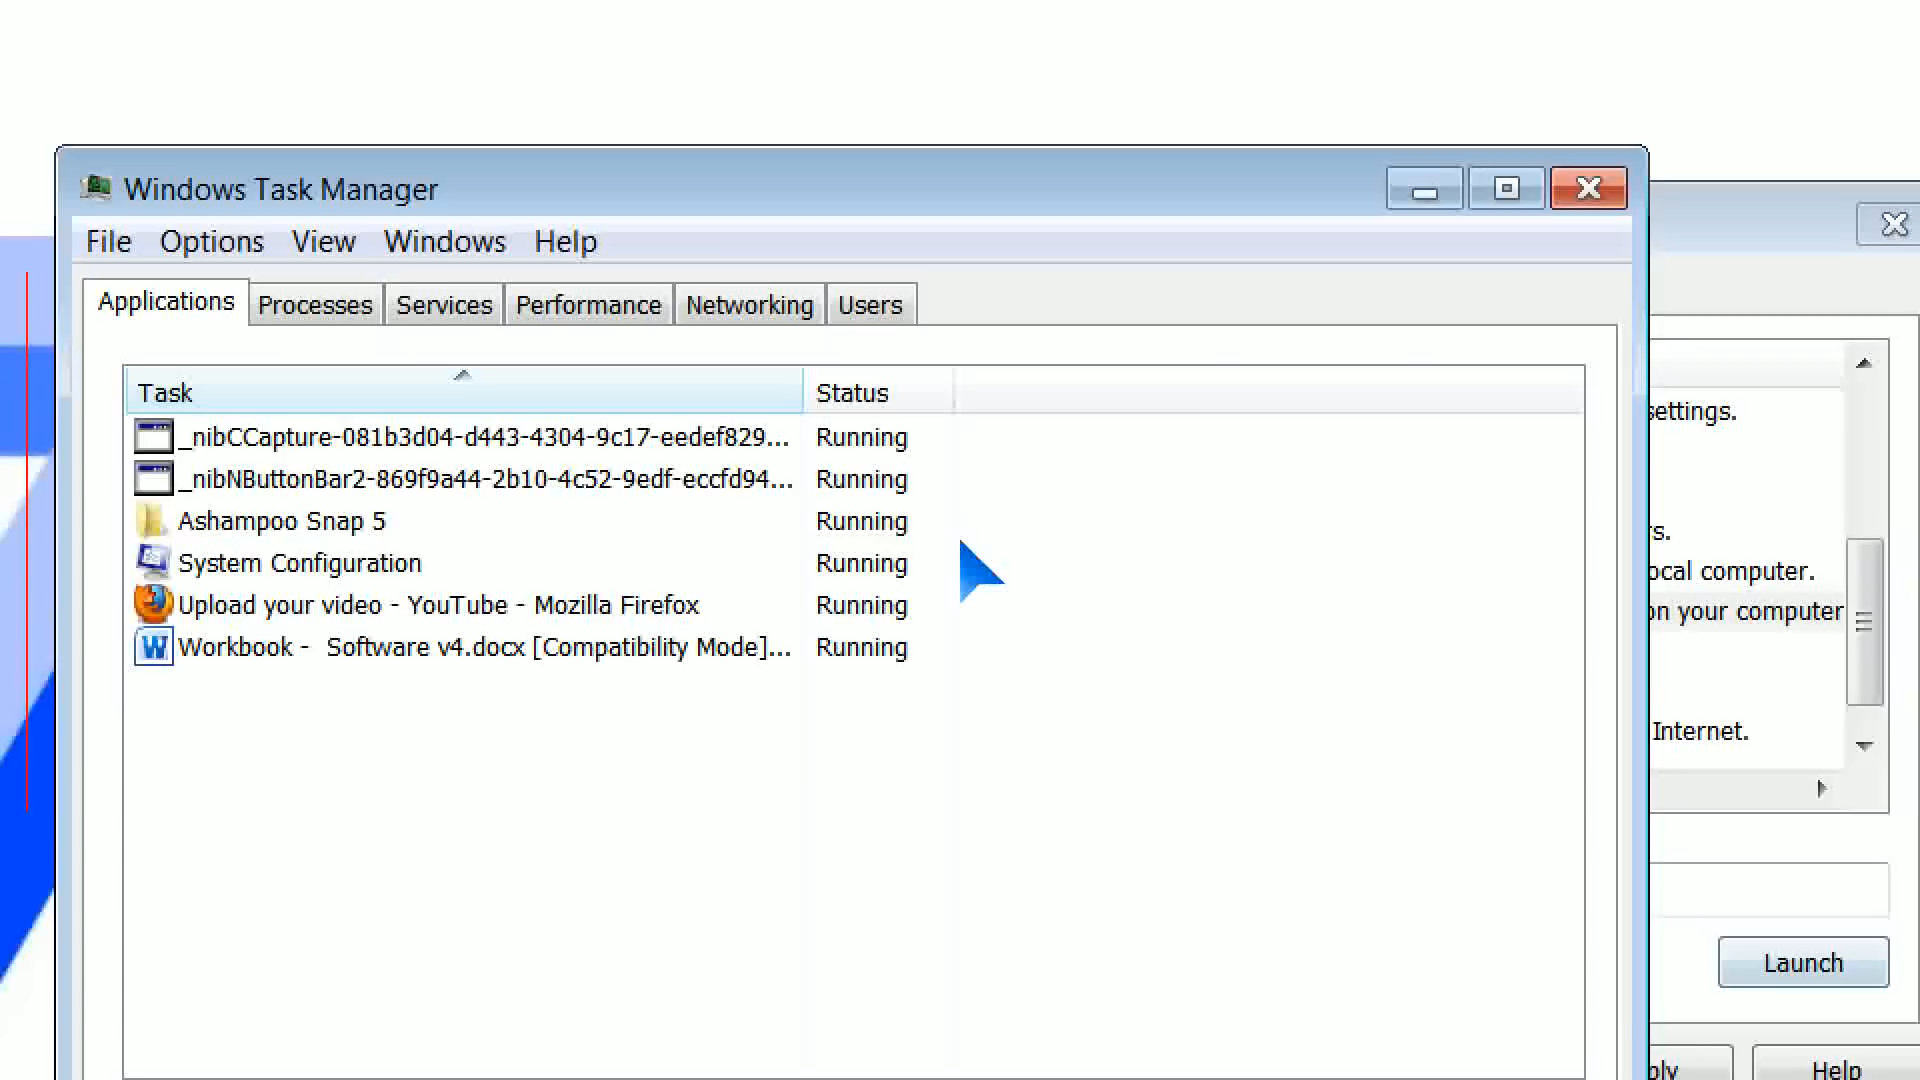 Windows Task Manager
File Options View Windows Help
Applications Processes Services Performance Networking Users
Task Status
_nibCCapture-081b3d04-d443-4304-9c17-eedef829... Running
_nibNButtonBar2-869f9a44-2b10-4c52-9edf-eccfd94... Running
Ashampoo Snap 5 Running
System Configuration Running
Upload your video - YouTube - Mozilla Firefox Running
Workbook - Software v4.docx [Compatibility Mode]... Running
settings.
s.
ocal computer.
on your computer
Internet.
Launch
ply Help